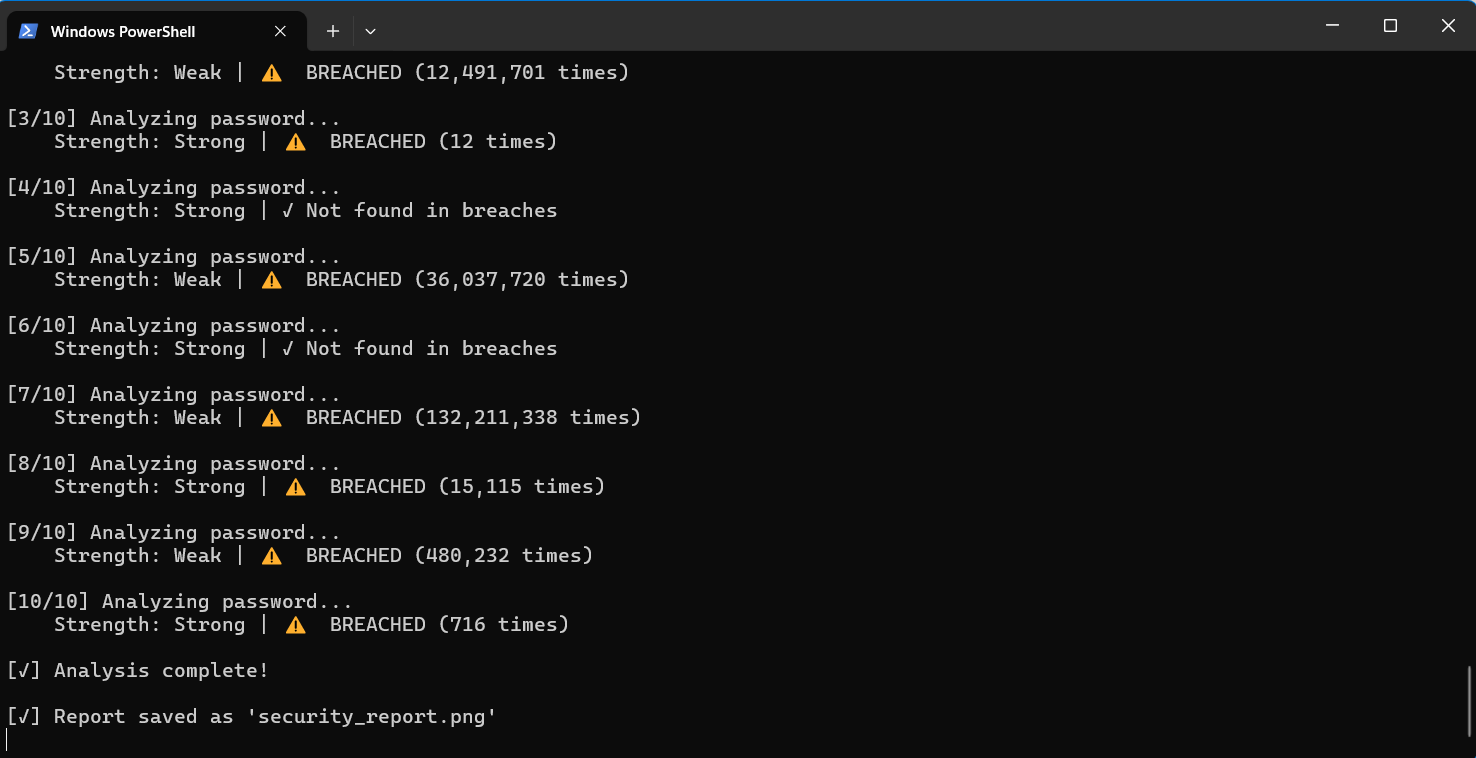 Windows PowerShell
Strength: Weak | ⚠ BREACHED (12,491,701 times)
[3/10] Analyzing password...
Strength: Strong | ⚠ BREACHED (12 times)
[4/10] Analyzing password...
Strength: Strong | √ Not found in breaches
[5/10] Analyzing password...
Strength: Weak | ⚠ BREACHED (36,037,720 times)
[6/10] Analyzing password...
Strength: Strong | √ Not found in breaches
[7/10] Analyzing password...
Strength: Weak | ⚠ BREACHED (132,211,338 times)
[8/10] Analyzing password...
Strength: Strong | ⚠ BREACHED (15,115 times)
[9/10] Analyzing password...
Strength: Weak | ⚠ BREACHED (480,232 times)
[10/10] Analyzing password...
Strength: Strong | ⚠ BREACHED (716 times)
[√] Analysis complete!
[√] Report saved as 'security_report.png'